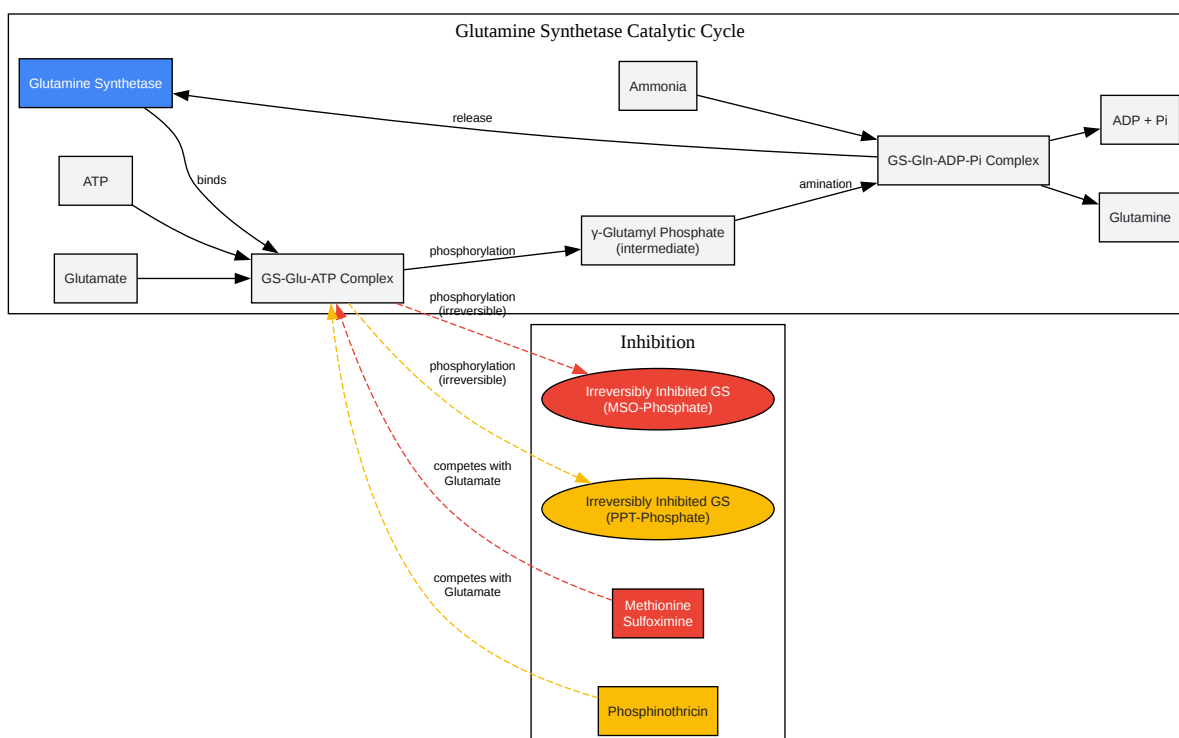 Glutamine Synthetase Catalytic Cycle
Glutamine Synthetase
Ammonia
ADP + Pi
release
GS-Gln-ADP-Pi Complex
ATP
binds
amination
Glutamine
γ-Glutamyl Phosphate
(intermediate)
phosphorylation
Glutamate
GS-Glu-ATP Complex
phosphorylation
(irreversible)
Inhibition
phosphorylation
(irreversible)
Irreversibly Inhibited GS
(MSO-Phosphate)
competes with
Glutamate
Irreversibly Inhibited GS
(PPT-Phosphate)
competes with
Glutamate
Methionine
Sulfoximine
Phosphinothricin